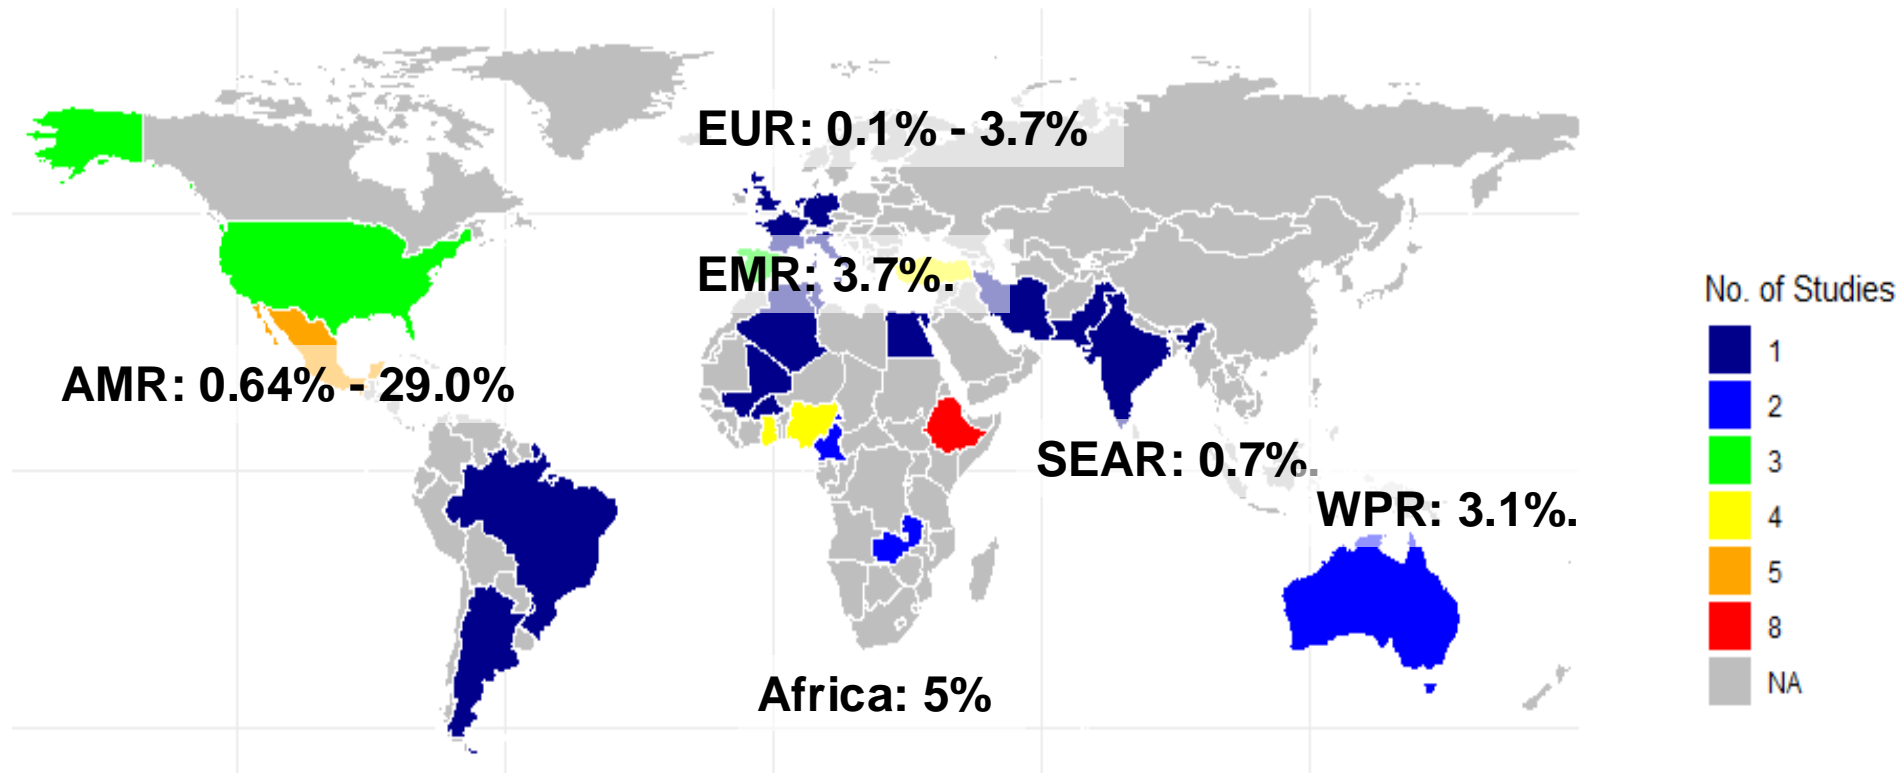 EUR: 0.1% - 3.7%
EMR: 3.7%.
AMR: 0.64% - 29.0%
SEAR: 0.7%.
WPR: 3.1%.
Africa: 5%
No. of Studies
1
2
3
4
5
8
NA